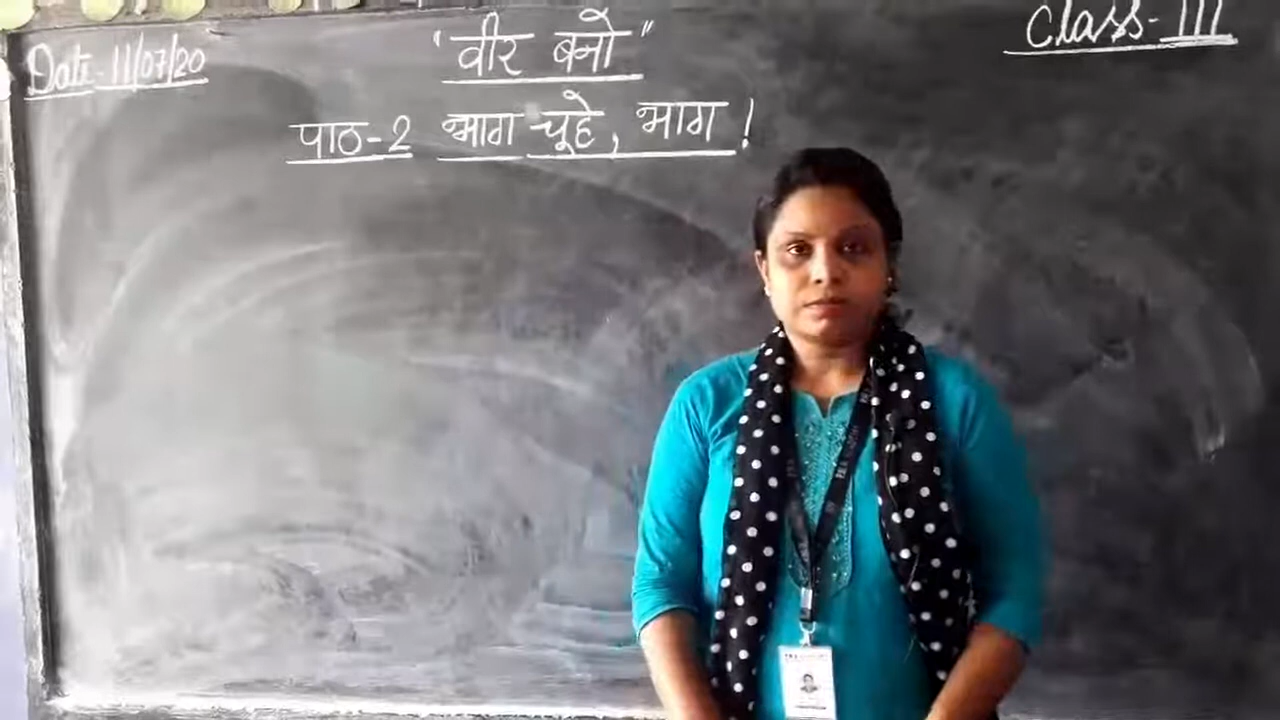 Date-11/07/20
"वीर बनो"
Class-III
पाठ-2 भाग चूहे, भाग!